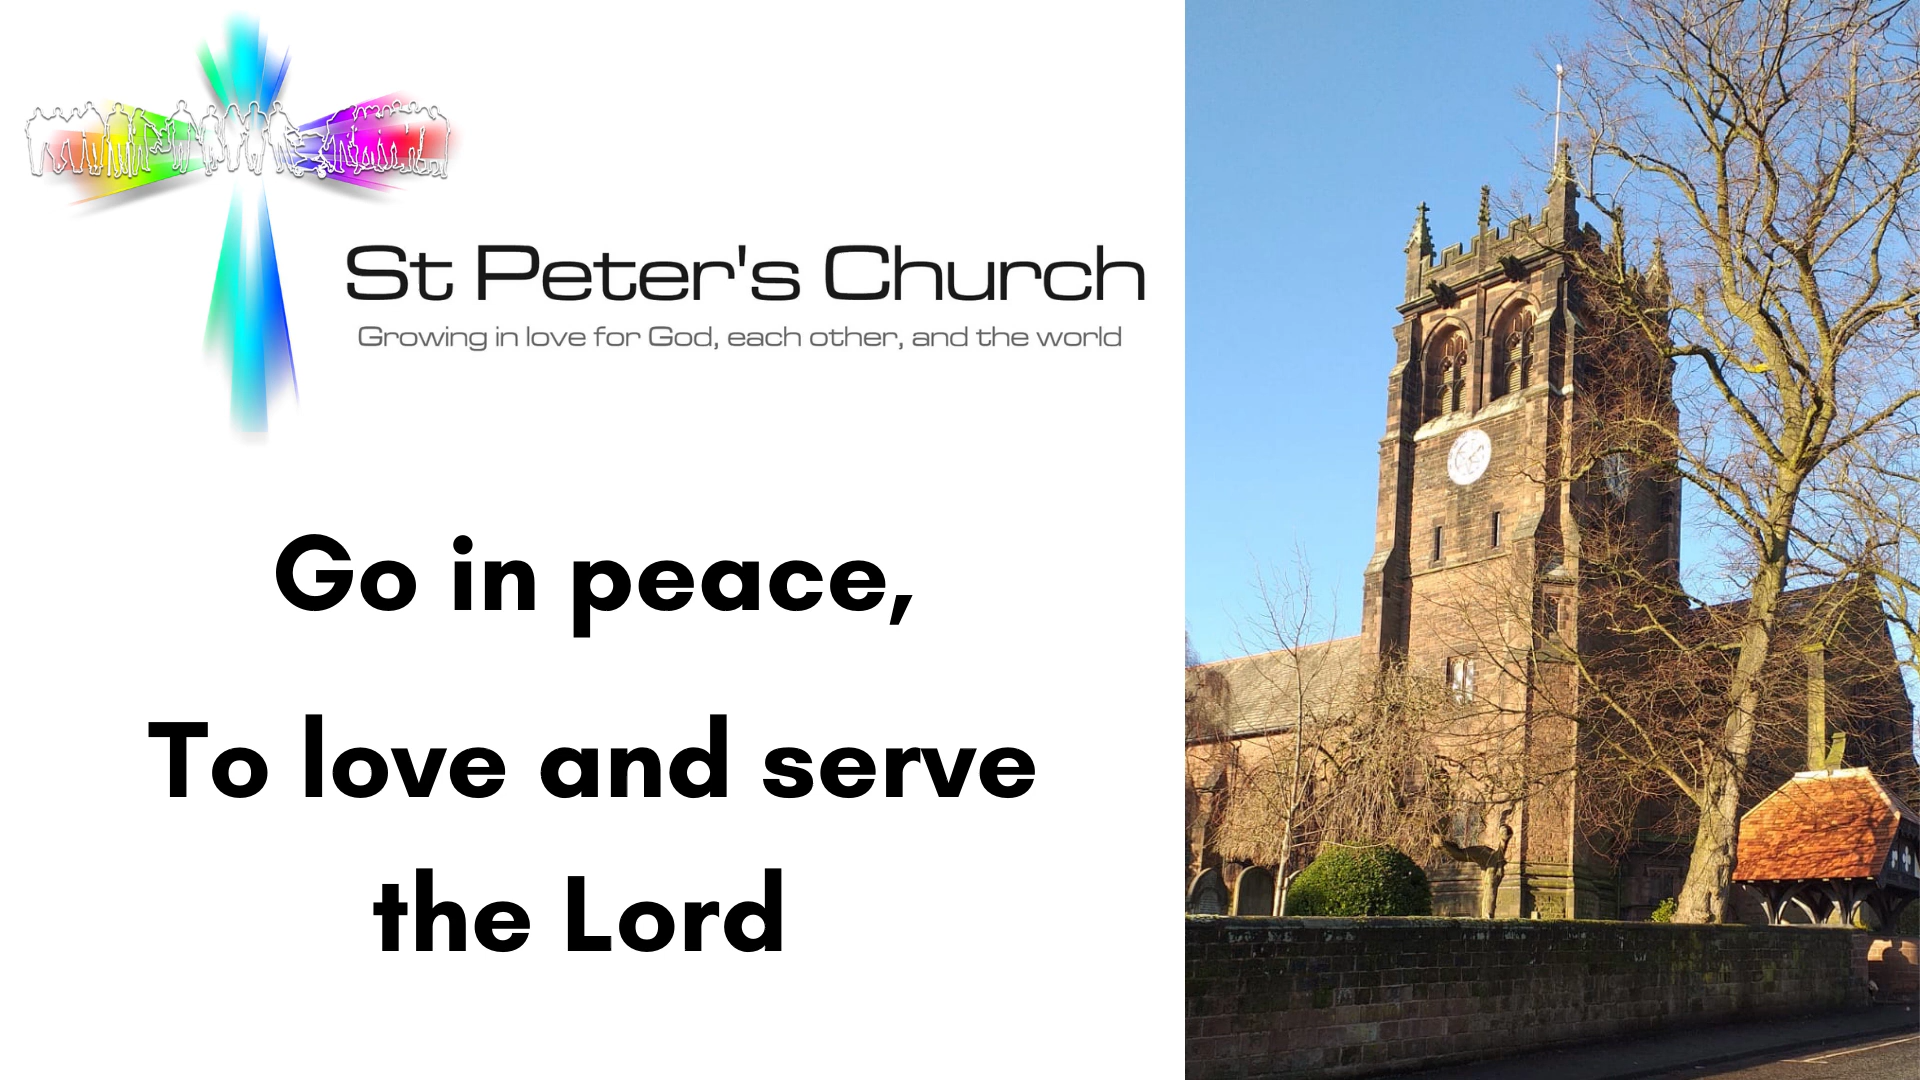 St Peter's Church
Growing in love for God, each other, and the world
Go in peace,
To love and serve
the Lord